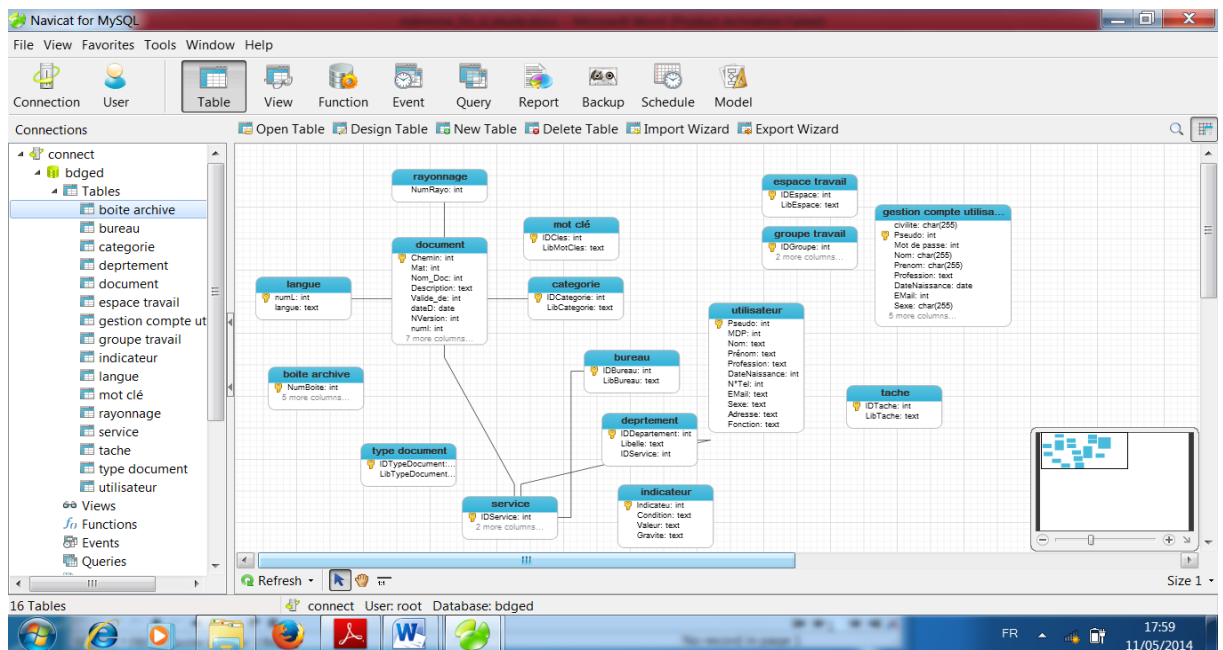 Navicat for MySQL
File View Favorites Tools Window Help
Connection User Table View Function Event Query Report Backup Schedule Model
Connections
Open Table Design Table New Table Delete Table Import Wizard Export Wizard
connect
bdged
Tables
boite archive
bureau
categorie
deprtement
document
espace travail
gestion compte ut
groupe travail
indicateur
langue
mot clé
rayonnage
service
tache
type document
utilisateur
Views
Functions
Events
Queries
rayonnage
NumRayo: int
document
Chemin: int
Mat: int
Nom_Doc: int
Description: text
Valide_de: int
dateD: date
NVersion: int
numl: int
7 more columns...
mot clé
IDCles: int
LibMotCles: text
langue
numL: int
langue: text
categorie
IDCategorie: int
LibCategorie: text
boite archive
NumBoite: int
5 more columns...
type document
IDTypeDocument:...
LibTypeDocument...
bureau
IDBureau: int
LibBureau: text
deprtement
IDDepartement: int
Libelle: text
IDService: int
service
IDService: int
2 more columns...
indicateur
Indicateu: int
Condition: text
Valeur: text
Gravite: text
espace travail
IDEspace: int
LibEspace: text
groupe travail
IDGroupe: int
2 more columns...
gestion compte utilisa...
civilite: char(255)
Pseudo: int
Mot de passe: int
Nom: char(255)
Prenom: char(255)
Profession: text
DateNaissance: date
EMail: int
Sexe: char(255)
5 more columns...
utilisateur
Pseudo: int
MDP: int
Nom: text
Prénom: text
Profession: text
DateNaissance: int
N°Tel: int
EMail: text
Sexe: text
Adresse: text
Fonction: text
tache
IDTache: int
LibTache: text
Refresh
1:1
Size 1
16 Tables
connect User: root Database: bdged
No record in page 1
FR
17:59
11/05/2014